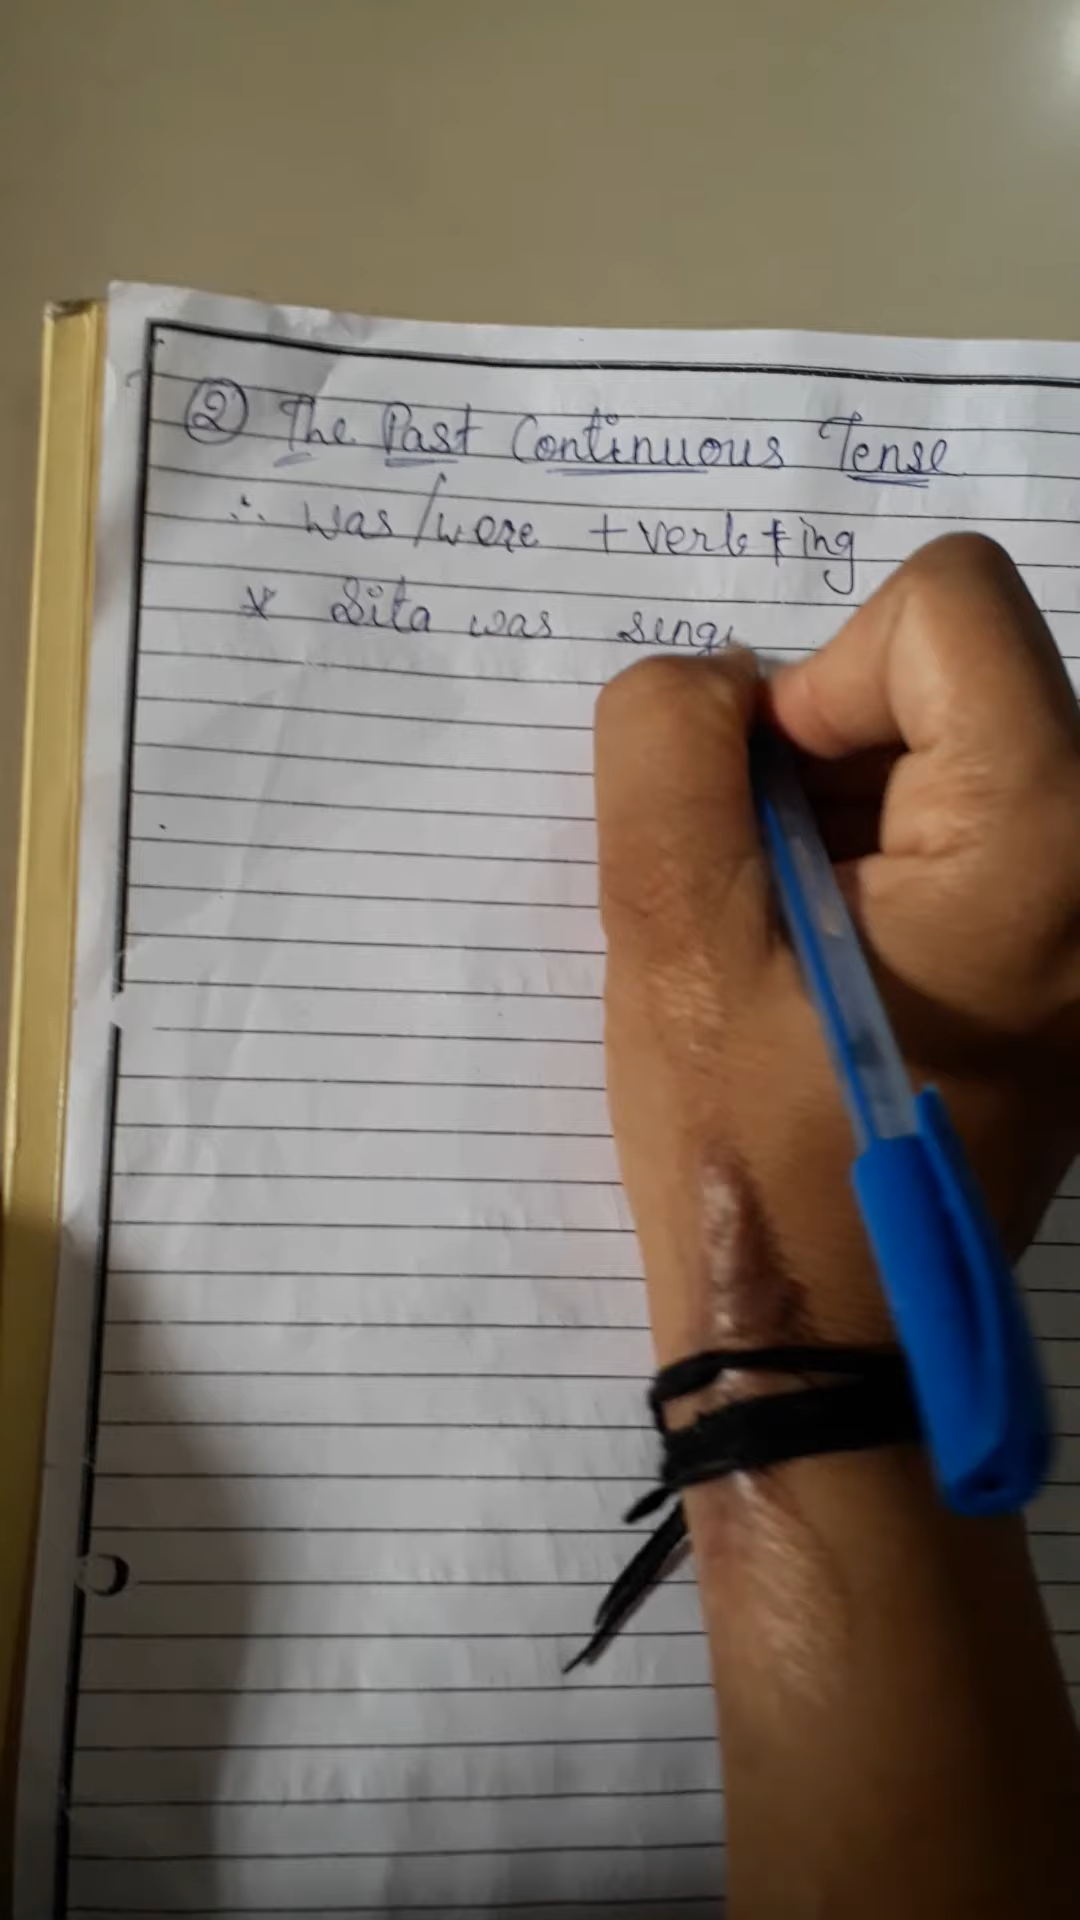 ② The Past Continuous Tense
∴ was/were + verb + ing
* Sita was